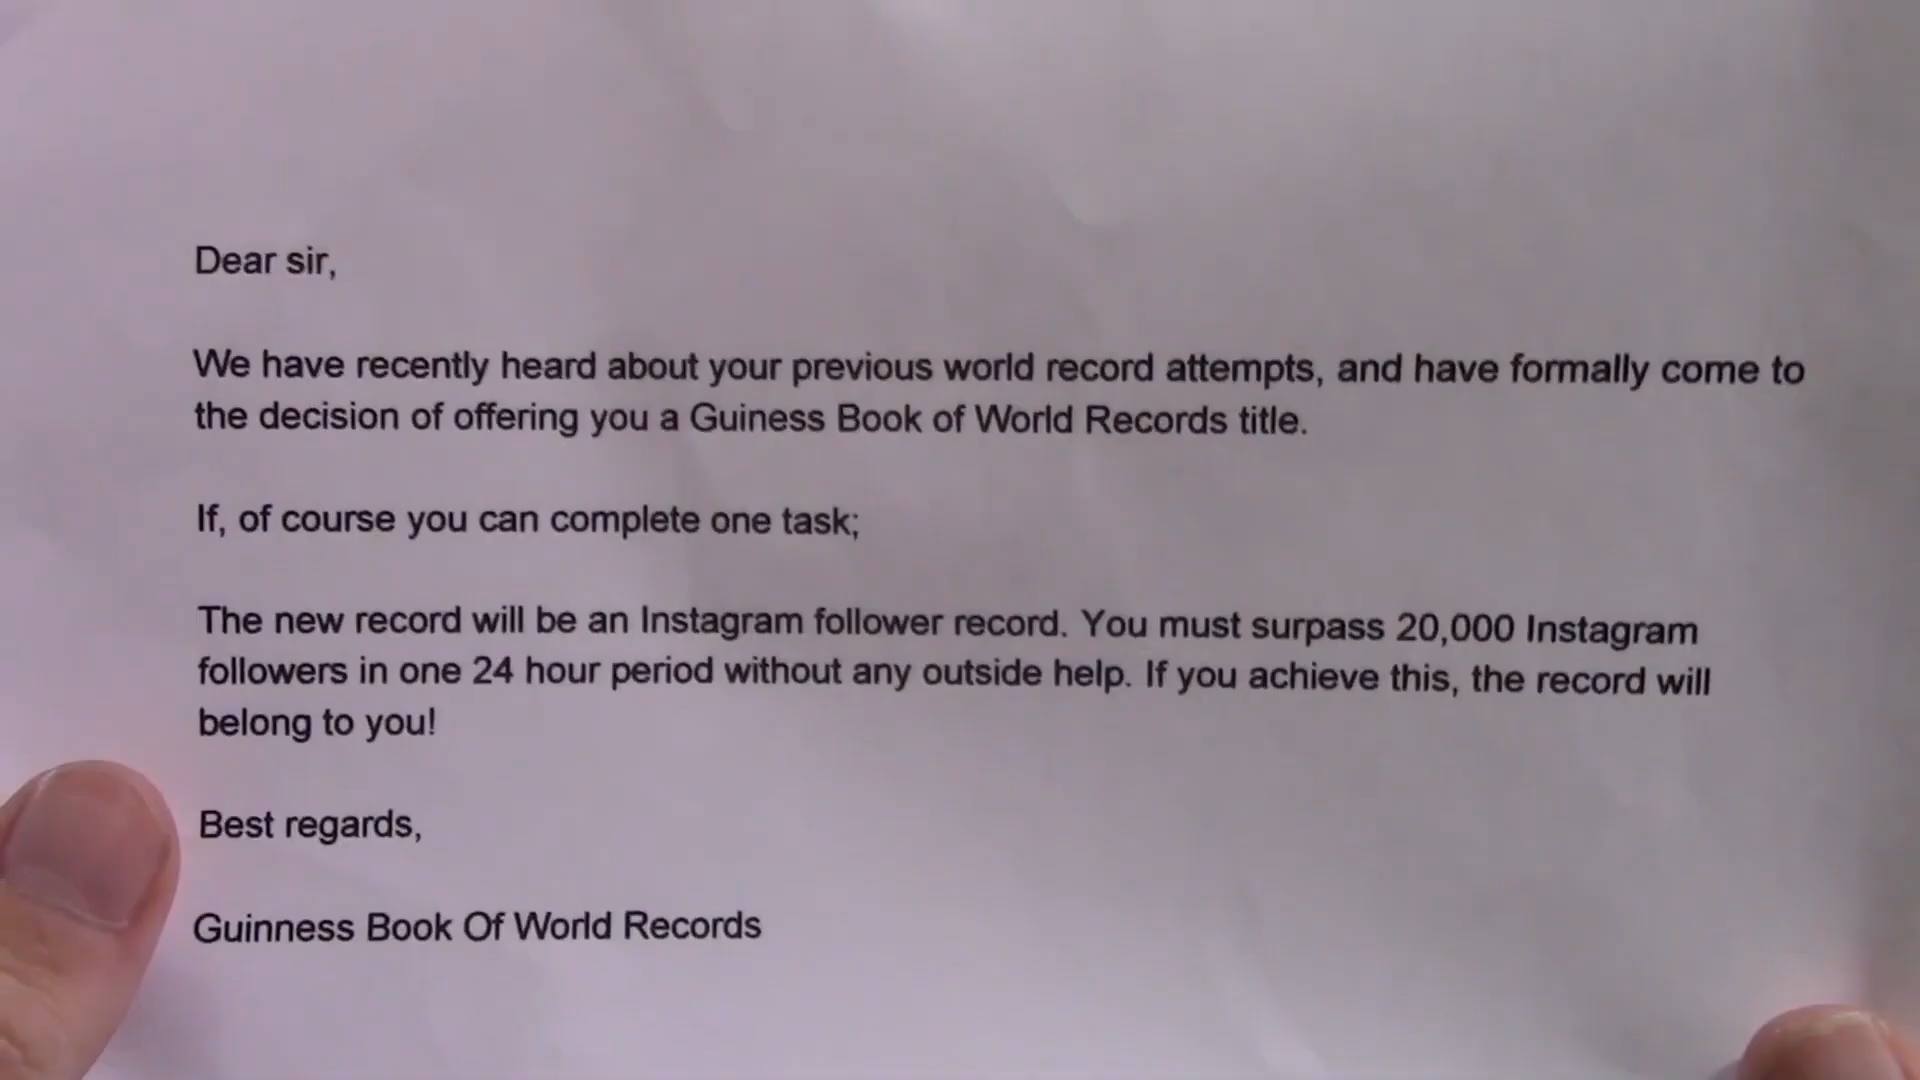 Dear sir,
We have recently heard about your previous world record attempts, and have formally come to
the decision of offering you a Guiness Book of World Records title.
If, of course you can complete one task;
The new record will be an Instagram follower record. You must surpass 20,000 Instagram
followers in one 24 hour period without any outside help. If you achieve this, the record will
belong to you!
Best regards,
Guinness Book Of World Records